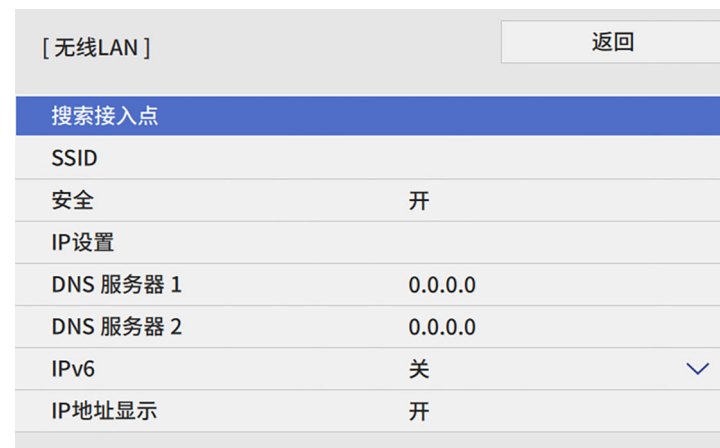 [ 无线LAN ]
返回
搜索接入点
SSID
安全 开
IP设置
DNS 服务器 1 0.0.0.0
DNS 服务器 2 0.0.0.0
IPv6 关
IP地址显示 开